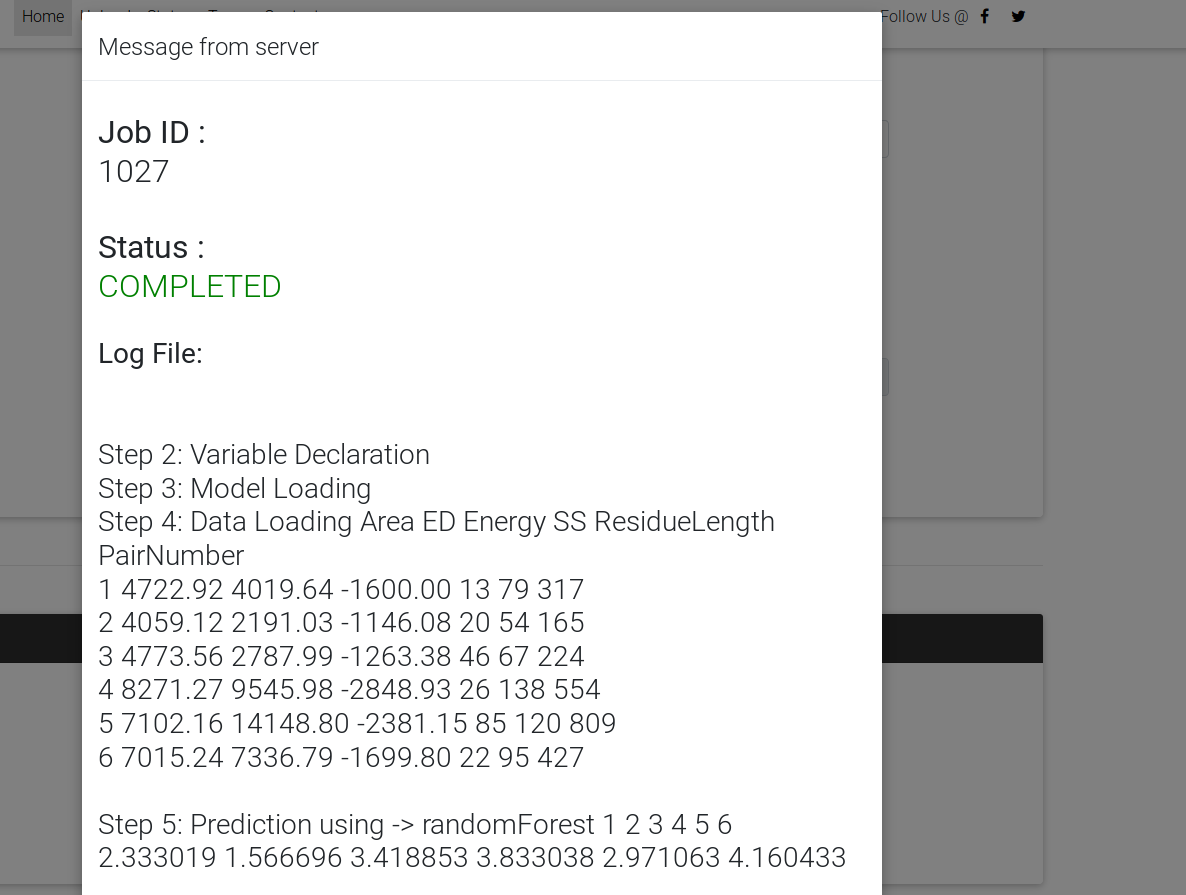 Home
Follow Us @
Message from server
Job ID :
1027
Status :
COMPLETED
Log File:
Step 2: Variable Declaration
Step 3: Model Loading
Step 4: Data Loading Area ED Energy SS ResidueLength
PairNumber
1 4722.92 4019.64 -1600.00 13 79 317
2 4059.12 2191.03 -1146.08 20 54 165
3 4773.56 2787.99 -1263.38 46 67 224
4 8271.27 9545.98 -2848.93 26 138 554
5 7102.16 14148.80 -2381.15 85 120 809
6 7015.24 7336.79 -1699.80 22 95 427
Step 5: Prediction using -> randomForest 1 2 3 4 5 6
2.333019 1.566696 3.418853 3.833038 2.971063 4.160433